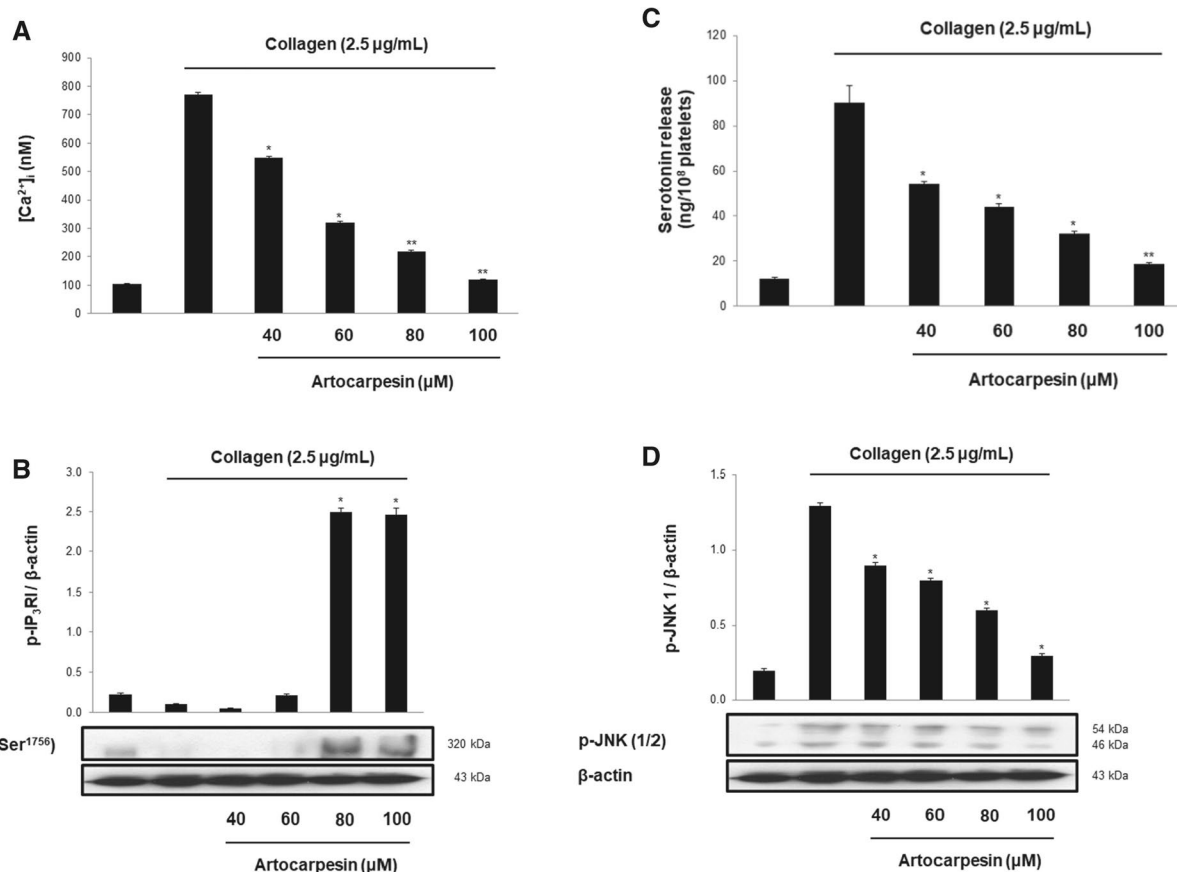 A
Collagen (2.5 µg/mL)
900
800
700
600
500
400
300
200
100
0
[Ca²⁺]ᵢ (nM)
*
*
**
**
40 60 80 100
Artocarpesin (µM)
C
Collagen (2.5 µg/mL)
120
100
80
60
40
20
0
Serotonin release
(ng/10⁸ platelets)
*
*
*
**
40 60 80 100
Artocarpesin (µM)
B
Collagen (2.5 µg/mL)
3.0
2.5
2.0
1.5
1.0
0.5
0.0
p-IP₃RI / β-actin
* *
Ser¹⁷⁵⁶)
320 kDa
43 kDa
40 60 80 100
Artocarpesin (µM)
D
Collagen (2.5 µg/mL)
1.5
1.0
0.5
0.0
p-JNK 1 / β-actin
*
*
*
*
p-JNK (1/2)
54 kDa
46 kDa
β-actin
43 kDa
40 60 80 100
Artocarpesin (µM)